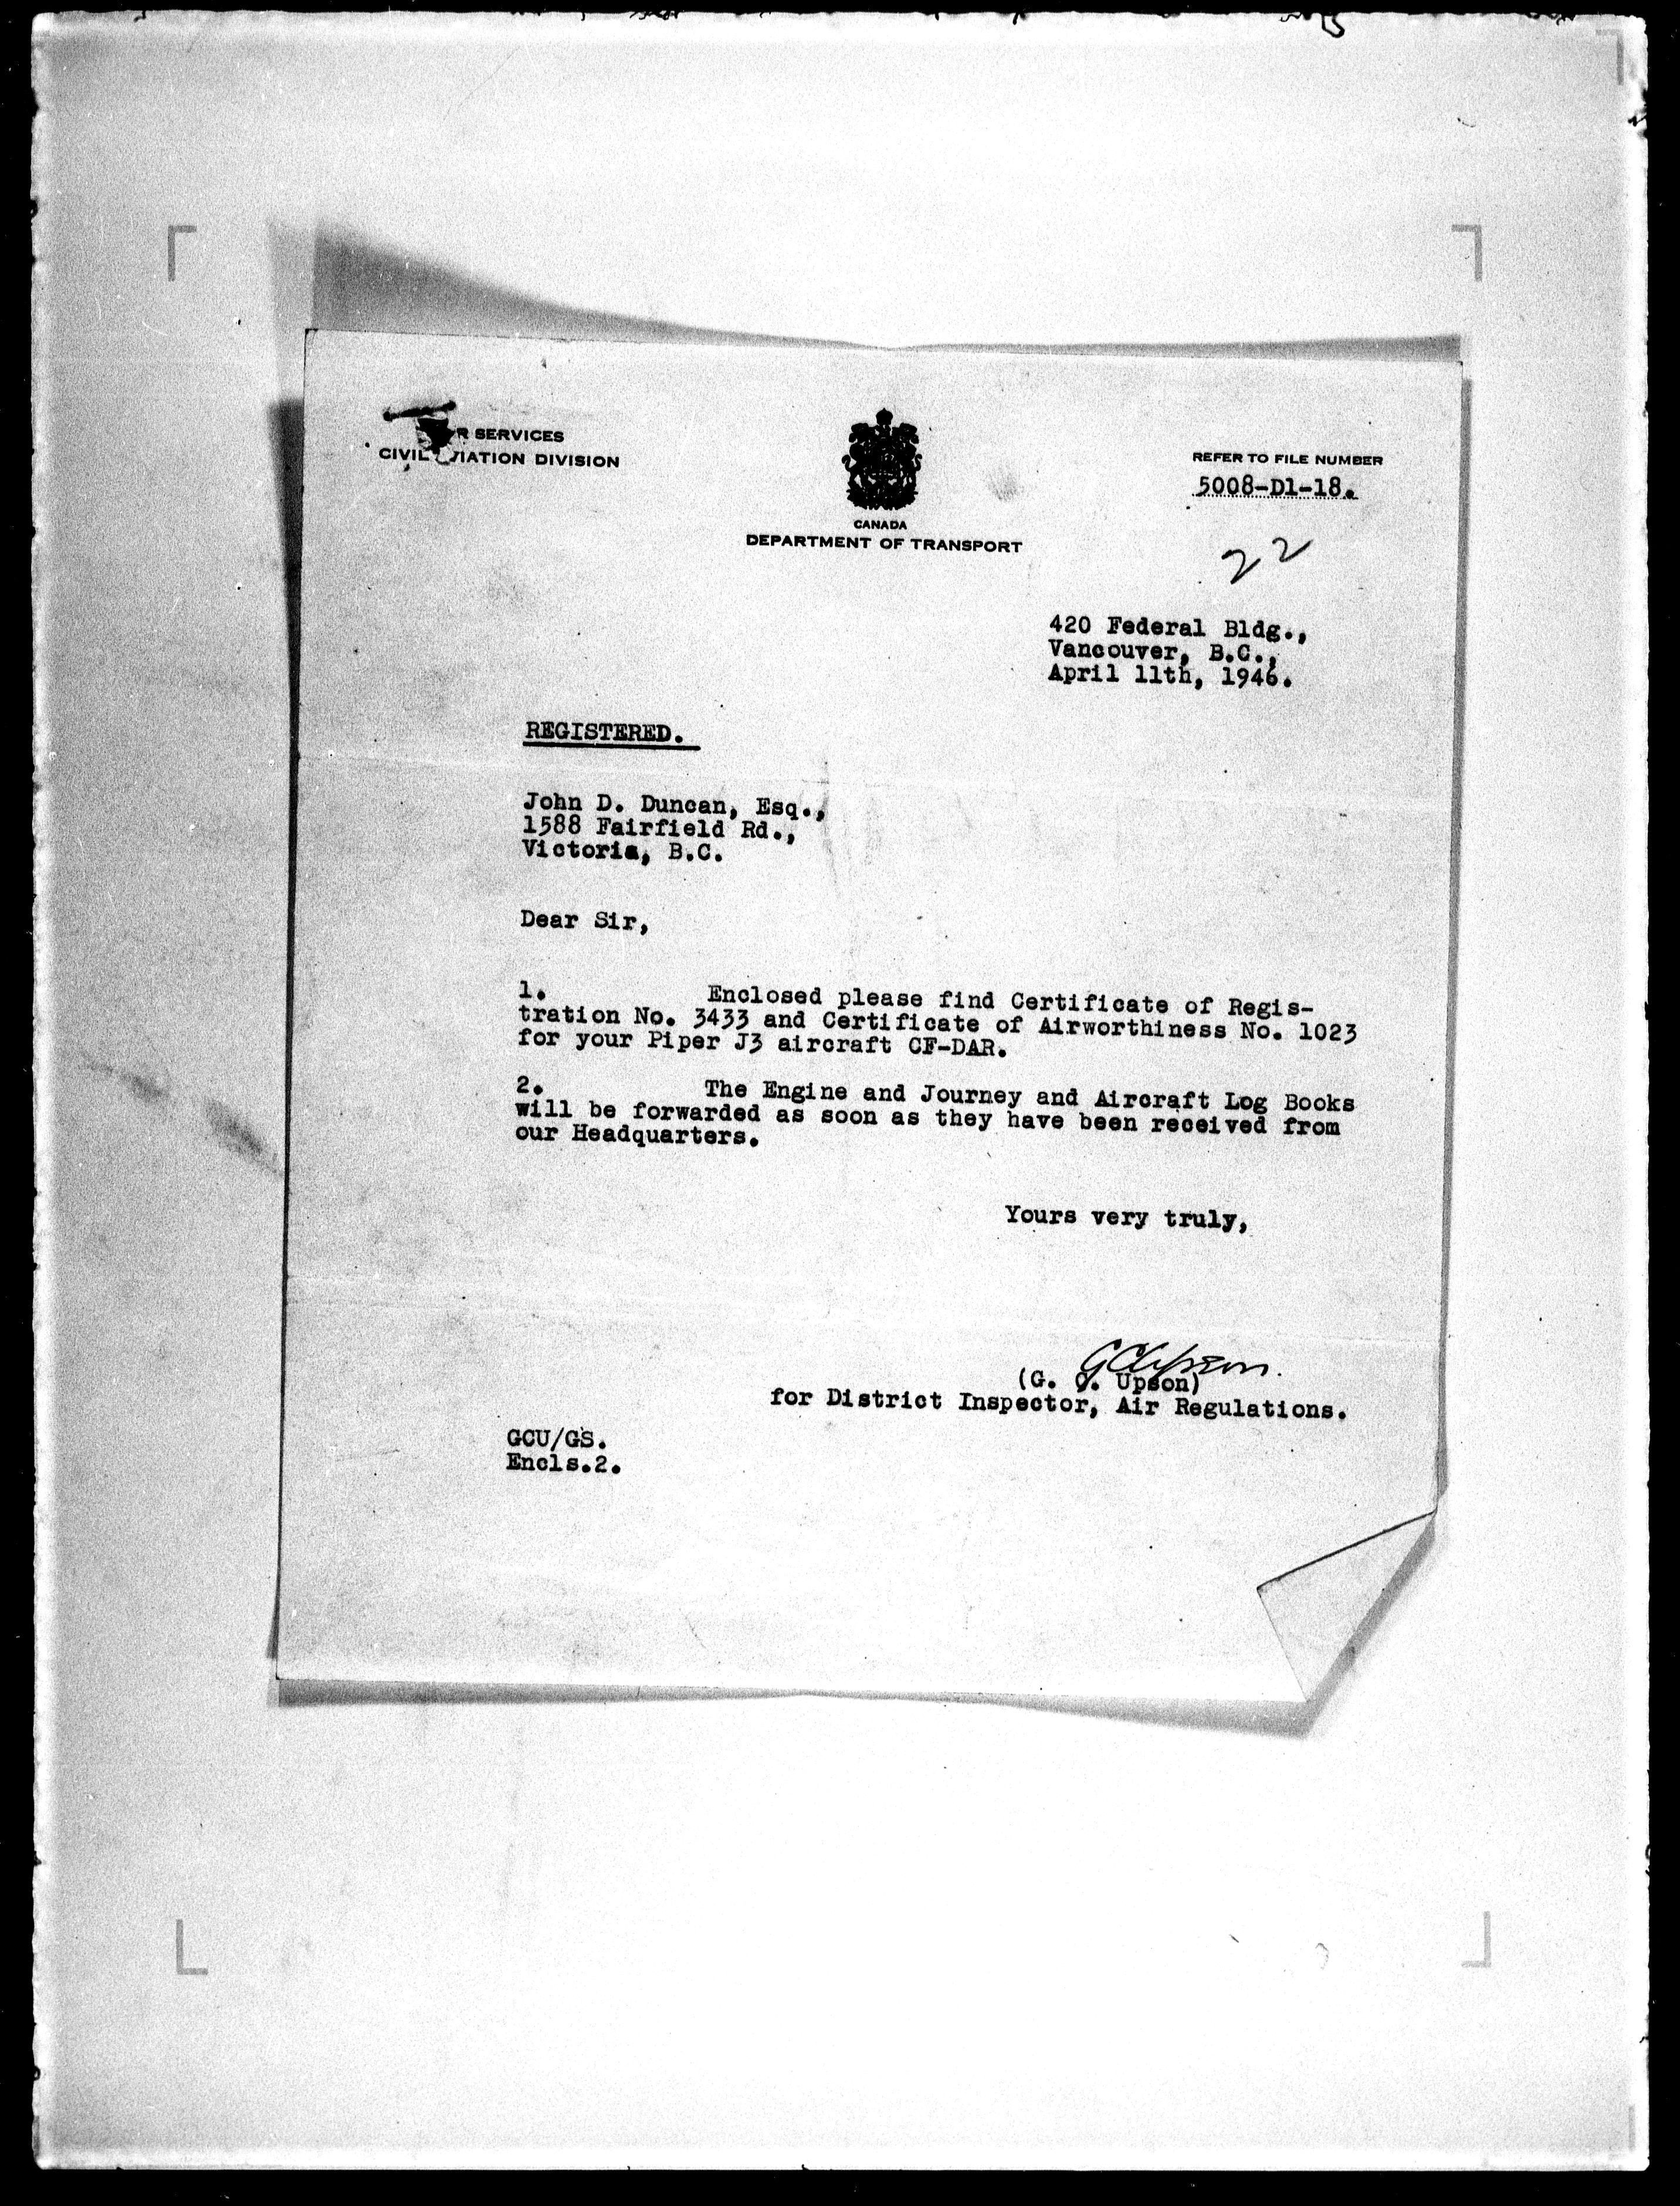 R SERVICES
CIVIL VIATION DIVISION
CANADA
DEPARTMENT OF TRANSPORT
REFER TO FILE NUMBER
5008-D1-18.
22
420 Federal Bldg.,
Vancouver, B.C.,
April 11th, 1946.
REGISTERED.
John D. Duncan, Esq.,
1588 Fairfield Rd.,
Victoria, B.C.
Dear Sir,
1. Enclosed please find Certificate of Regis-
tration No. 3433 and Certificate of Airworthiness No. 1023
for your Piper J3 aircraft CF-DAR.
2. The Engine and Journey and Aircraft Log Books
will be forwarded as soon as they have been received from
our Headquarters.
Yours very truly,
GCUpson.
(G. C. Upson)
for District Inspector, Air Regulations.
GCU/GS.
Encls.2.